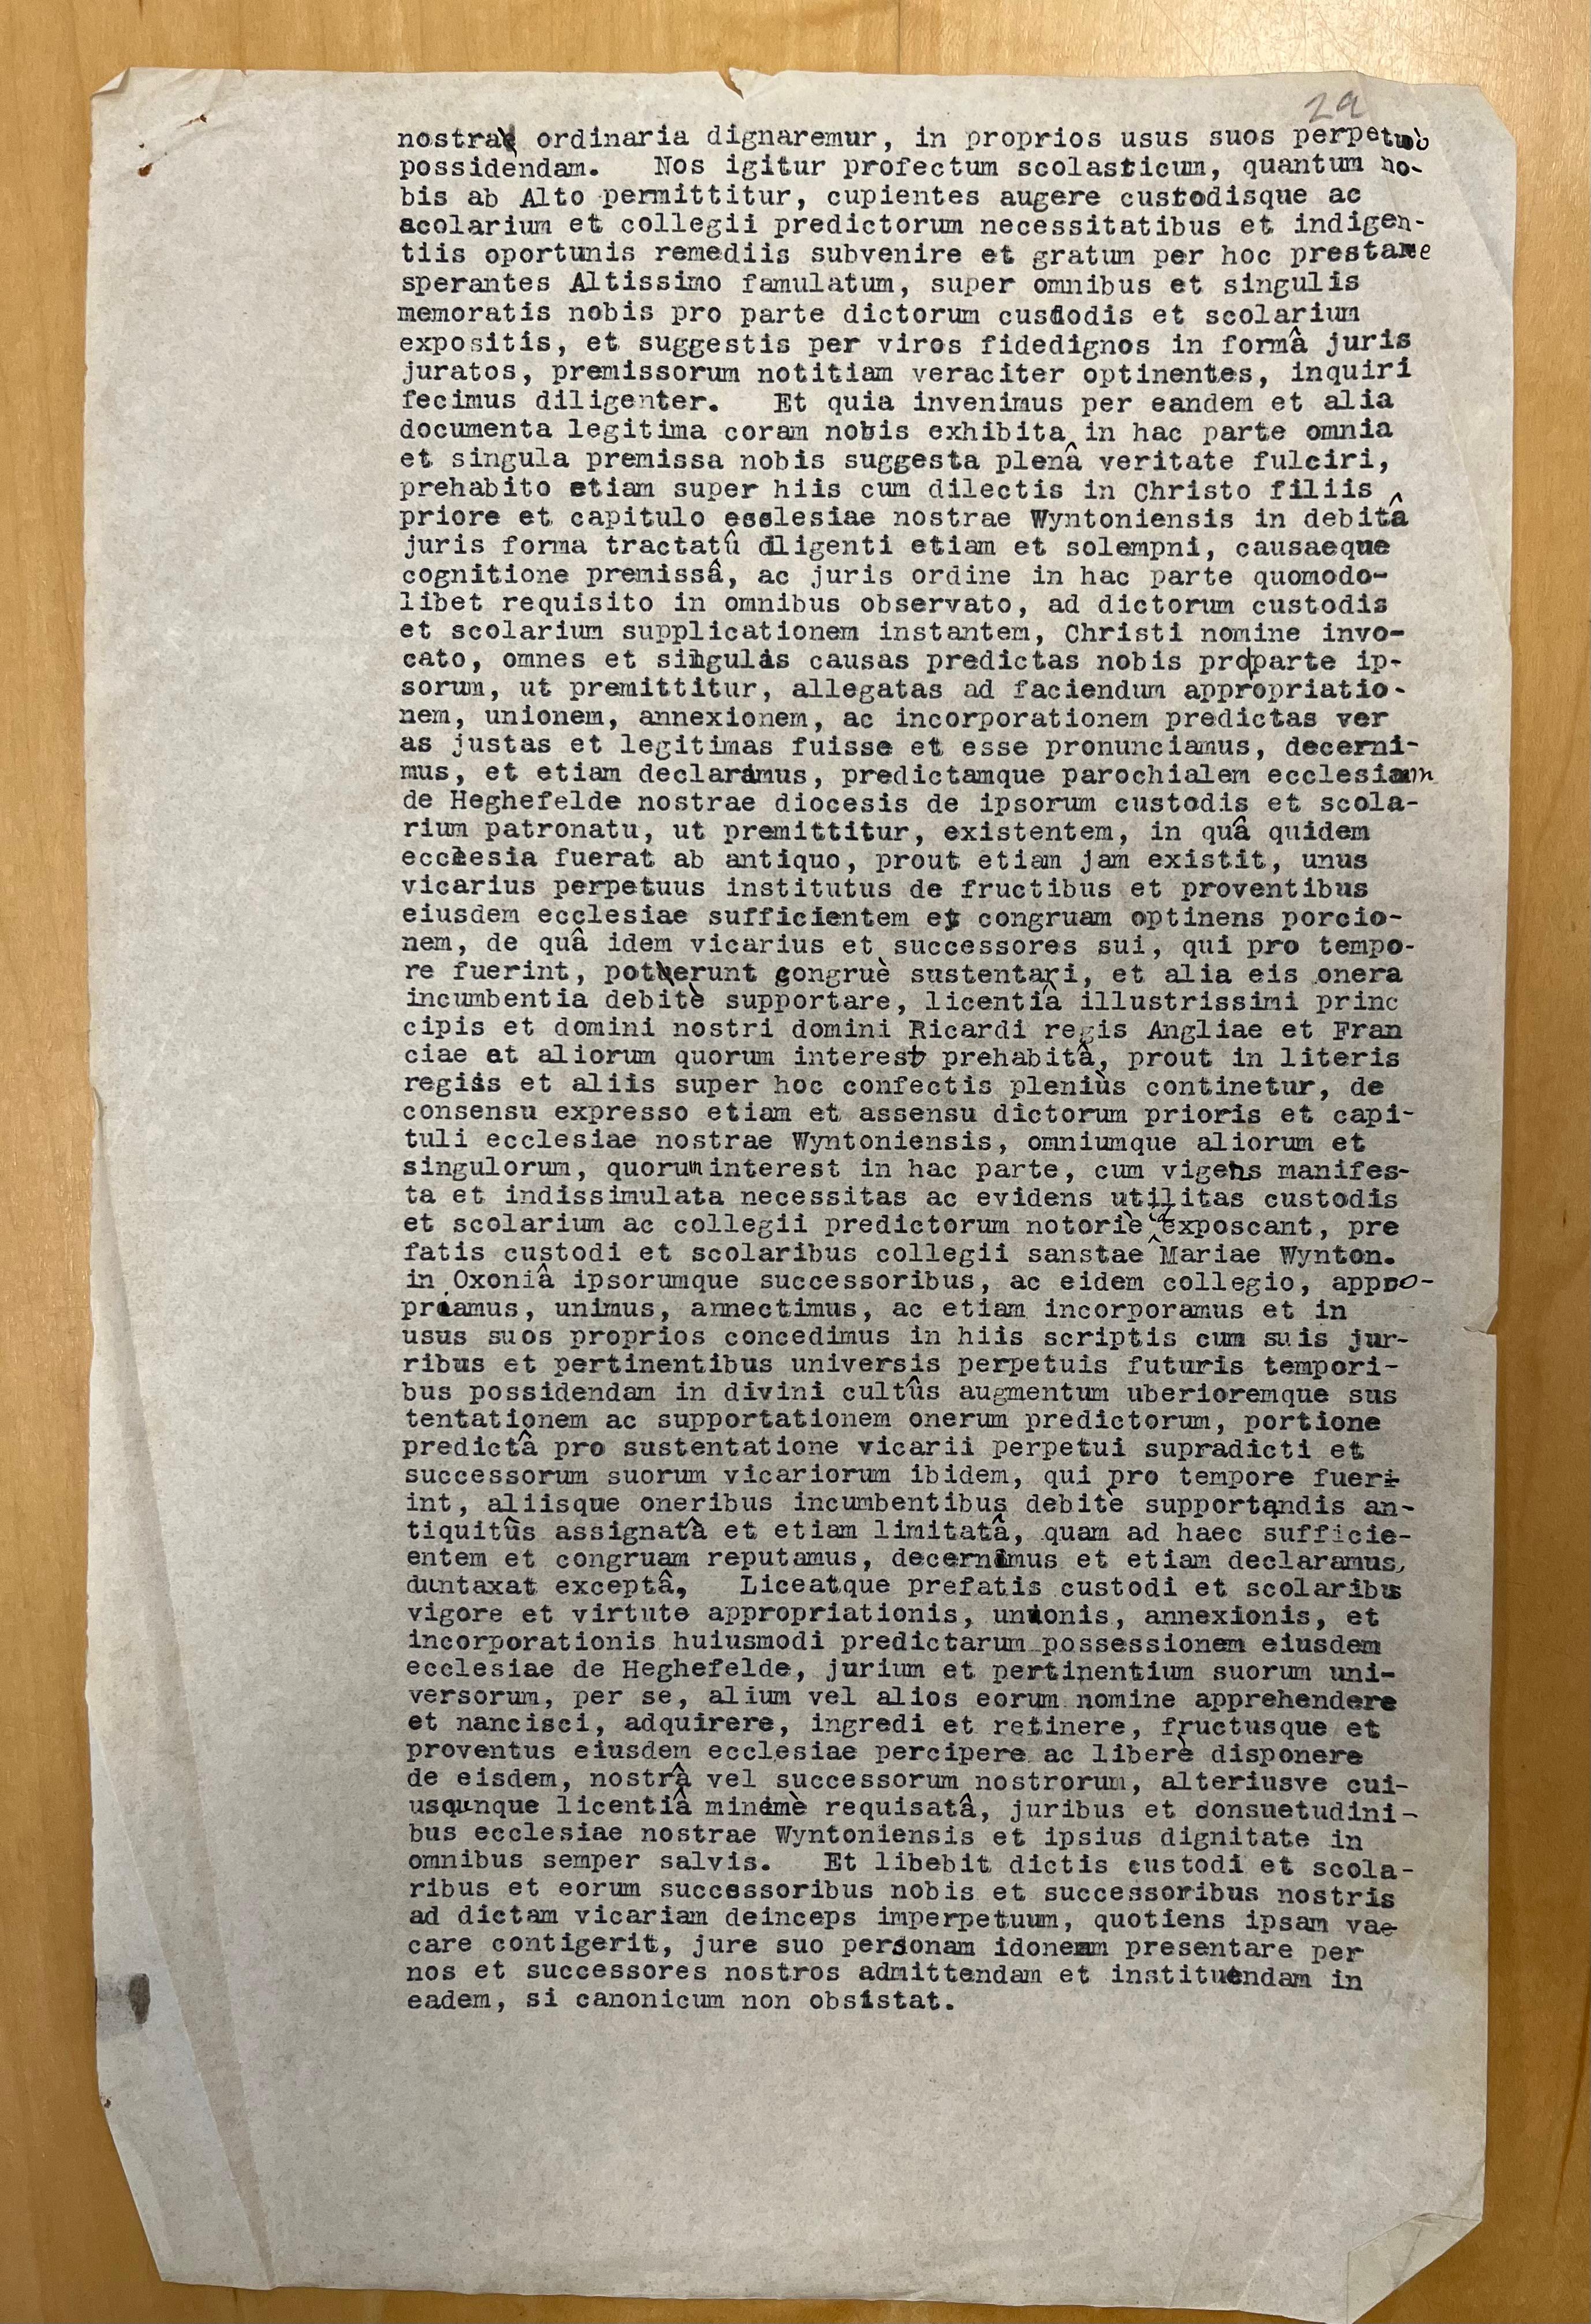 29
nostra ordinaria dignaremur, in proprios usus suos perpetuò
possidendam. Nos igitur profectum scolasticum, quantum no-
bis ab Alto permittitur, cupientes augere custodisque ac
scolarium et collegii predictorum necessitatibus et indigen-
tiis oportunis remediis subvenire et gratum per hoc prestare
sperantes Altissimo famulatum, super omnibus et singulis
memoratis nobis pro parte dictorum custodis et scolarium
expositis, et suggestis per viros fidedignos in formâ juris
juratos, premissorum notitiam veraciter optinentes, inquiri
fecimus diligenter. Et quia invenimus per eandem et alia
documenta legitima coram nobis exhibita in hac parte omnia
et singula premissa nobis suggesta plenâ veritate fulciri,
prehabito etiam super hiis cum dilectis in Christo filiis
priore et capitulo esslesiae nostrae Wyntoniensis in debitâ
juris forma tractatû diligenti etiam et solempni, causaeque
cognitione premissâ, ac juris ordine in hac parte quomodo-
libet requisito in omnibus observato, ad dictorum custodis
et scolarium supplicationem instantem, Christi nomine invo-
cato, omnes et singulas causas predictas nobis pro|parte ip-
sorum, ut premittitur, allegatas ad faciendum appropriatio-
nem, unionem, annexionem, ac incorporationem predictas ver
as justas et legitimas fuisse et esse pronunciamus, decerni-
mus, et etiam declaramus, predictamque parochialem ecclesiam
de Heghefelde nostrae diocesis de ipsorum custodis et scola-
rium patronatu, ut premittitur, existentem, in quâ quidem
ecclesia fuerat ab antiquo, prout etiam jam existit, unus
vicarius perpetuus institutus de fructibus et proventibus
eiusdem ecclesiae sufficientem et congruam optinens porcio-
nem, de quâ idem vicarius et successores sui, qui pro tempo-
re fuerint, poterunt congruè sustentari, et alia eis onera
incumbentia debitè supportare, licentiâ illustrissimi princ
cipis et domini nostri domini Ricardi regis Angliae et Fran
ciae et aliorum quorum interest prehabitâ, prout in literis
regiis et aliis super hoc confectis pleniùs continetur, de
consensu expresso etiam et assensu dictorum prioris et capi-
tuli ecclesiae nostrae Wyntoniensis, omniumque aliorum et
singulorum, quorum interest in hac parte, cum vigens manifes-
ta et indissimulata necessitas ac evidens utilitas custodis
et scolarium ac collegii predictorum notoriè exposcant, pre
fatis custodi et scolaribus collegii sanstae Mariae Wynton.
in Oxoniâ ipsorumque successoribus, ac eidem collegio, appro-
priamus, unimus, annectimus, ac etiam incorporamus et in
usus suos proprios concedimus in hiis scriptis cum suis jur-
ribus et pertinentibus universis perpetuis futuris tempori-
bus possidendam in divini cultûs augmentum uberioremque sus
tentationem ac supportationem onerum predictorum, portione
predictâ pro sustentatione vicarii perpetui supradicti et
successorum suorum vicariorum ibidem, qui pro tempore fuer
int, aliisque oneribus incumbentibus debitè supportandis an-
tiquitûs assignatâ et etiam limitatâ, quam ad haec sufficie-
entem et congruam reputamus, decernimus et etiam declaramus,
duntaxat exceptâ, Liceatque prefatis custodi et scolaribus
vigore et virtute appropriationis, unionis, annexionis, et
incorporationis huiusmodi predictarum possessionem eiusdem
ecclesiae de Heghefelde, jurium et pertinentium suorum uni-
versorum, per se, alium vel alios eorum nomine apprehendere
et nancisci, adquirere, ingredi et retinere, fructusque et
proventus eiusdem ecclesiae percipere ac liberè disponere
de eisdem, nostrâ vel successorum nostrorum, alteriusve cui-
usqunque licentiâ minimè requisatâ, juribus et consuetudini-
bus ecclesiae nostrae Wyntoniensis et ipsius dignitate in
omnibus semper salvis. Et libebit dictis custodi et scola-
ribus et eorum successoribus nobis et successoribus nostris
ad dictam vicariam deinceps imperpetuum, quotiens ipsam va-
care contigerit, jure suo personam idoneam presentare per
nos et successores nostros admittendam et instituendam in
eadem, si canonicum non obsistat.